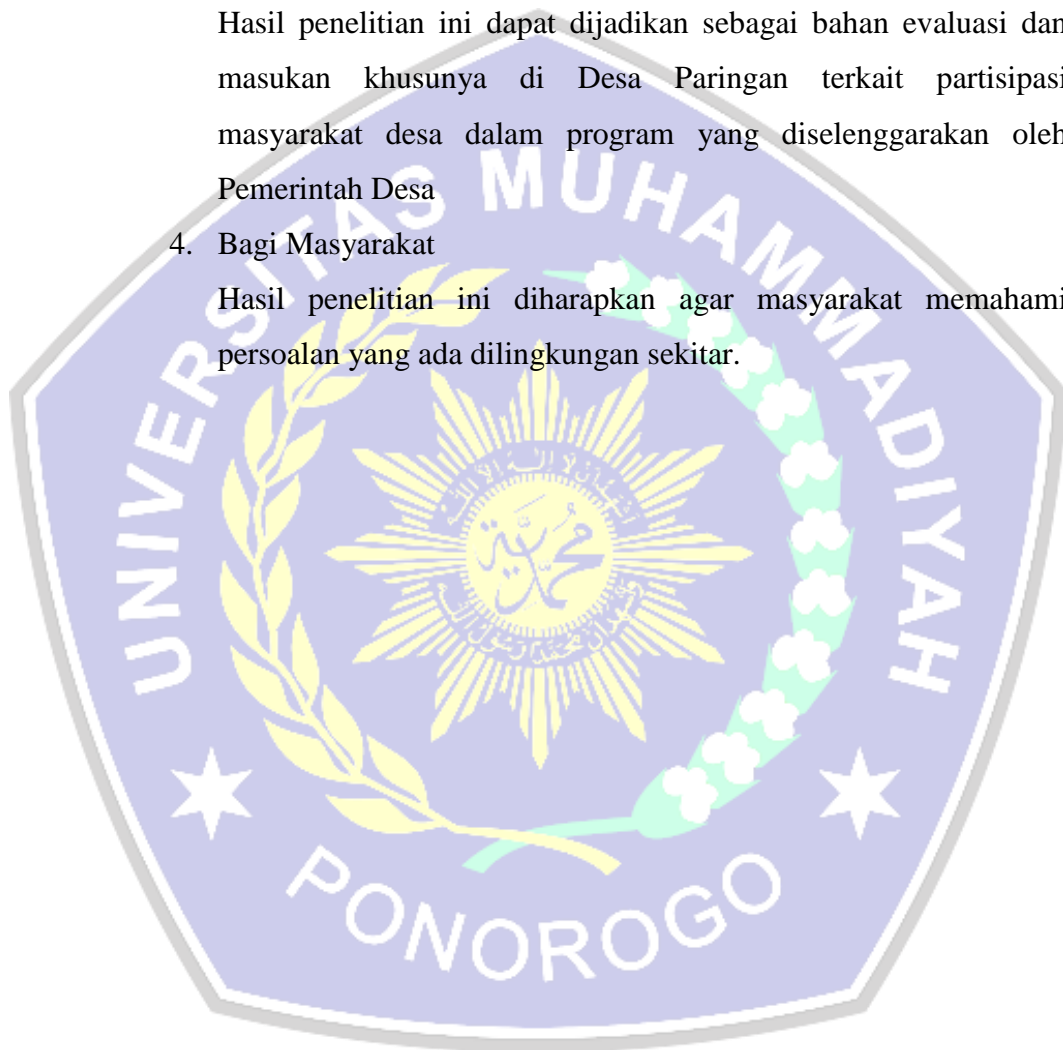 Hasil penelitian ini dapat dijadikan sebagai bahan evaluasi dan
masukan khusunya di Desa Paringan terkait partisipasi
masyarakat desa dalam program yang diselenggarakan oleh
Pemerintah Desa
4. Bagi Masyarakat
Hasil penelitian ini diharapkan agar masyarakat memahami
persoalan yang ada dilingkungan sekitar.
UNIVERSITAS MUHAMMADIYAH
PONOROGO
محمدية